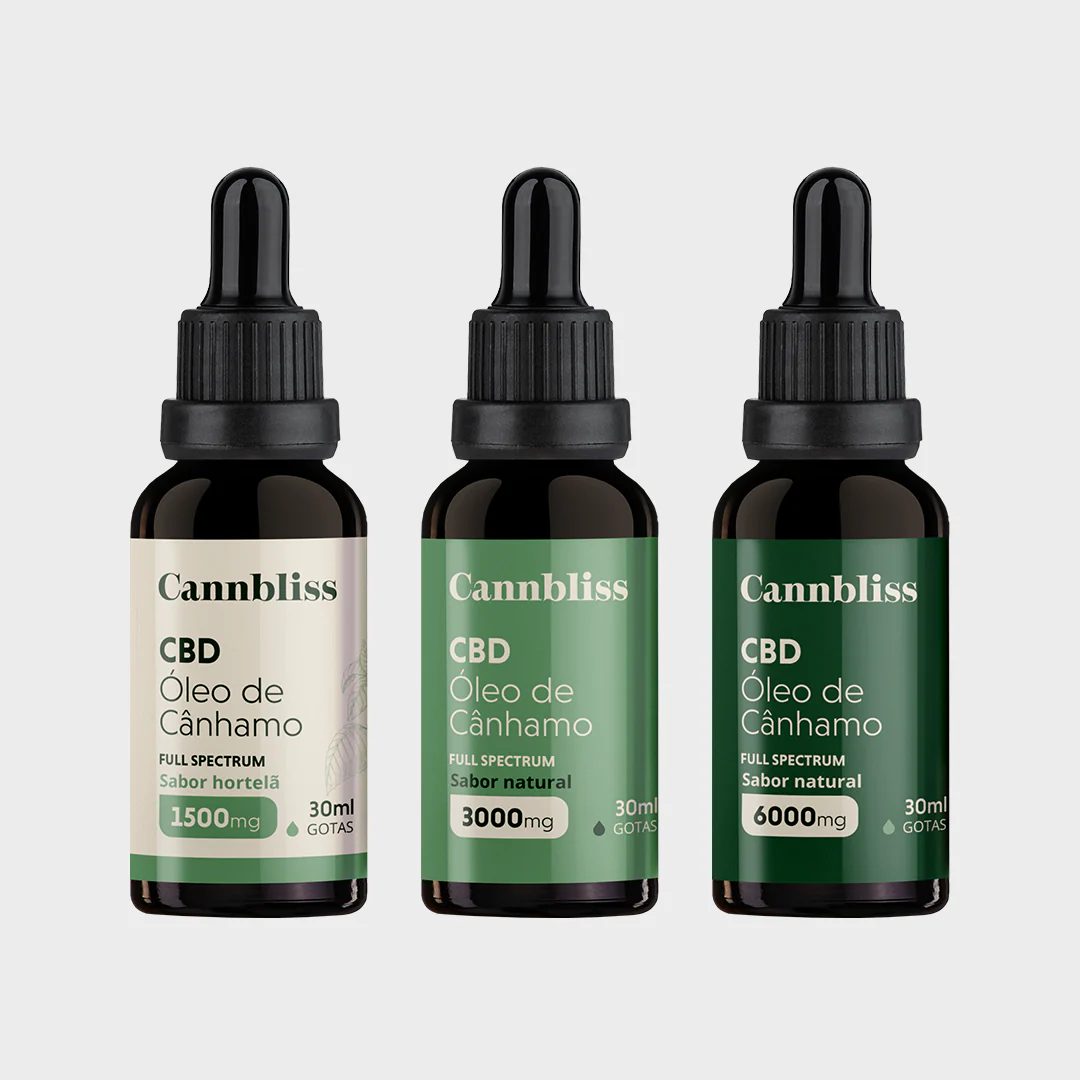 Cannbliss
CBD
Óleo de
Cânhamo
FULL SPECTRUM
Sabor hortelã
1500mg
30ml
GOTAS
Cannbliss
CBD
Óleo de
Cânhamo
FULL SPECTRUM
Sabor natural
3000mg
30ml
GOTAS
Cannbliss
CBD
Óleo de
Cânhamo
FULL SPECTRUM
Sabor natural
6000mg
30ml
GOTAS